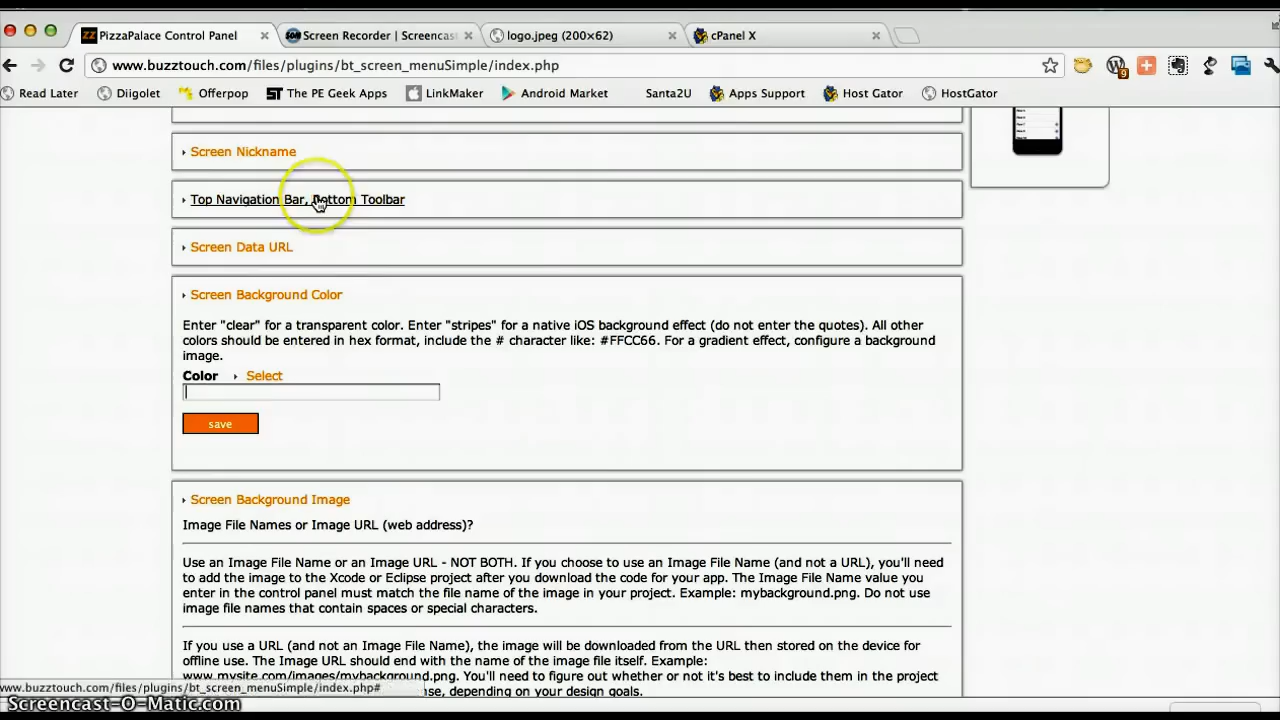 PizzaPalace Control Panel
Screen Recorder | Screencast
logo.jpeg (200×62)
cPanel X
www.buzztouch.com/files/plugins/bt_screen_menuSimple/index.php
9
Read Later
Diigolet
Offerpop
The PE Geek Apps
LinkMaker
Android Market
Santa2U
Apps Support
Host Gator
HostGator
Screen Nickname
Top Navigation Bar, Bottom Toolbar
Screen Data URL
Screen Background Color
Enter "clear" for a transparent color. Enter "stripes" for a native iOS background effect (do not enter the quotes). All other
colors should be entered in hex format, include the # character like: #FFCC66. For a gradient effect, configure a background
image.
Color Select
save
Screen Background Image
Image File Names or Image URL (web address)?
Use an Image File Name or an Image URL - NOT BOTH. If you choose to use an Image File Name (and not a URL), you'll need
to add the image to the Xcode or Eclipse project after you download the code for your app. The Image File Name value you
enter in the control panel must match the file name of the image in your project. Example: mybackground.png. Do not use
image file names that contain spaces or special characters.
If you use a URL (and not an Image File Name), the image will be downloaded from the URL then stored on the device for
offline use. The Image URL should end with the name of the image file itself. Example:
www.mysite.com/images/mybackground.png. You'll need to figure out whether or not it's best to include them in the project
depending on your design goals.
www.buzztouch.com/files/plugins/bt_screen_menuSimple/index.php#
Screencast-O-Matic.com